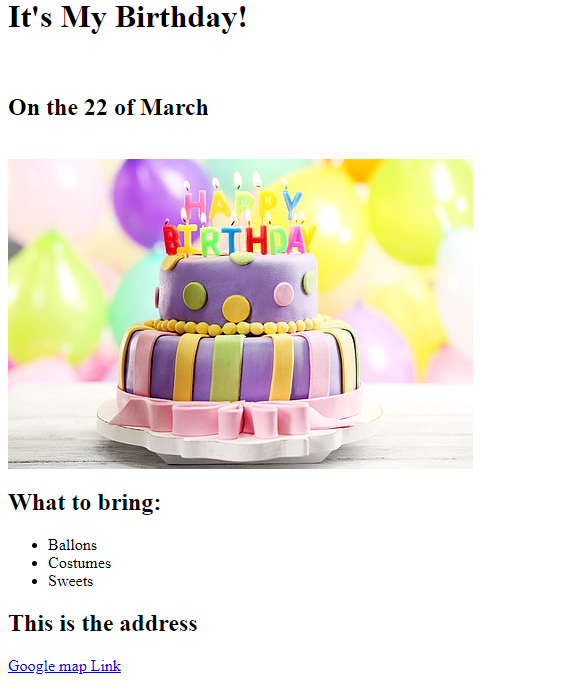 It's My Birthday!
On the 22 of March
HAPPY
BIRTHDAY
What to bring:
Ballons
Costumes
Sweets
This is the address
Google map Link